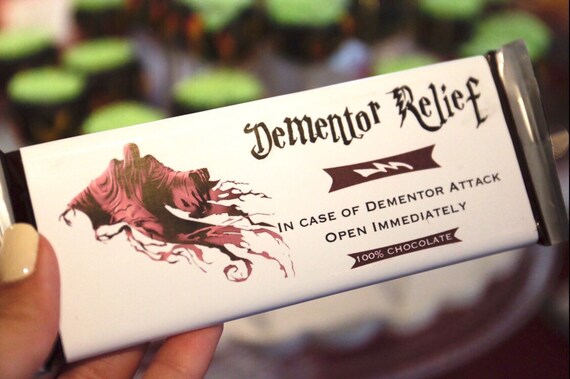 Dementor Relief
In case of Dementor Attack
Open Immediately
100% chocolate